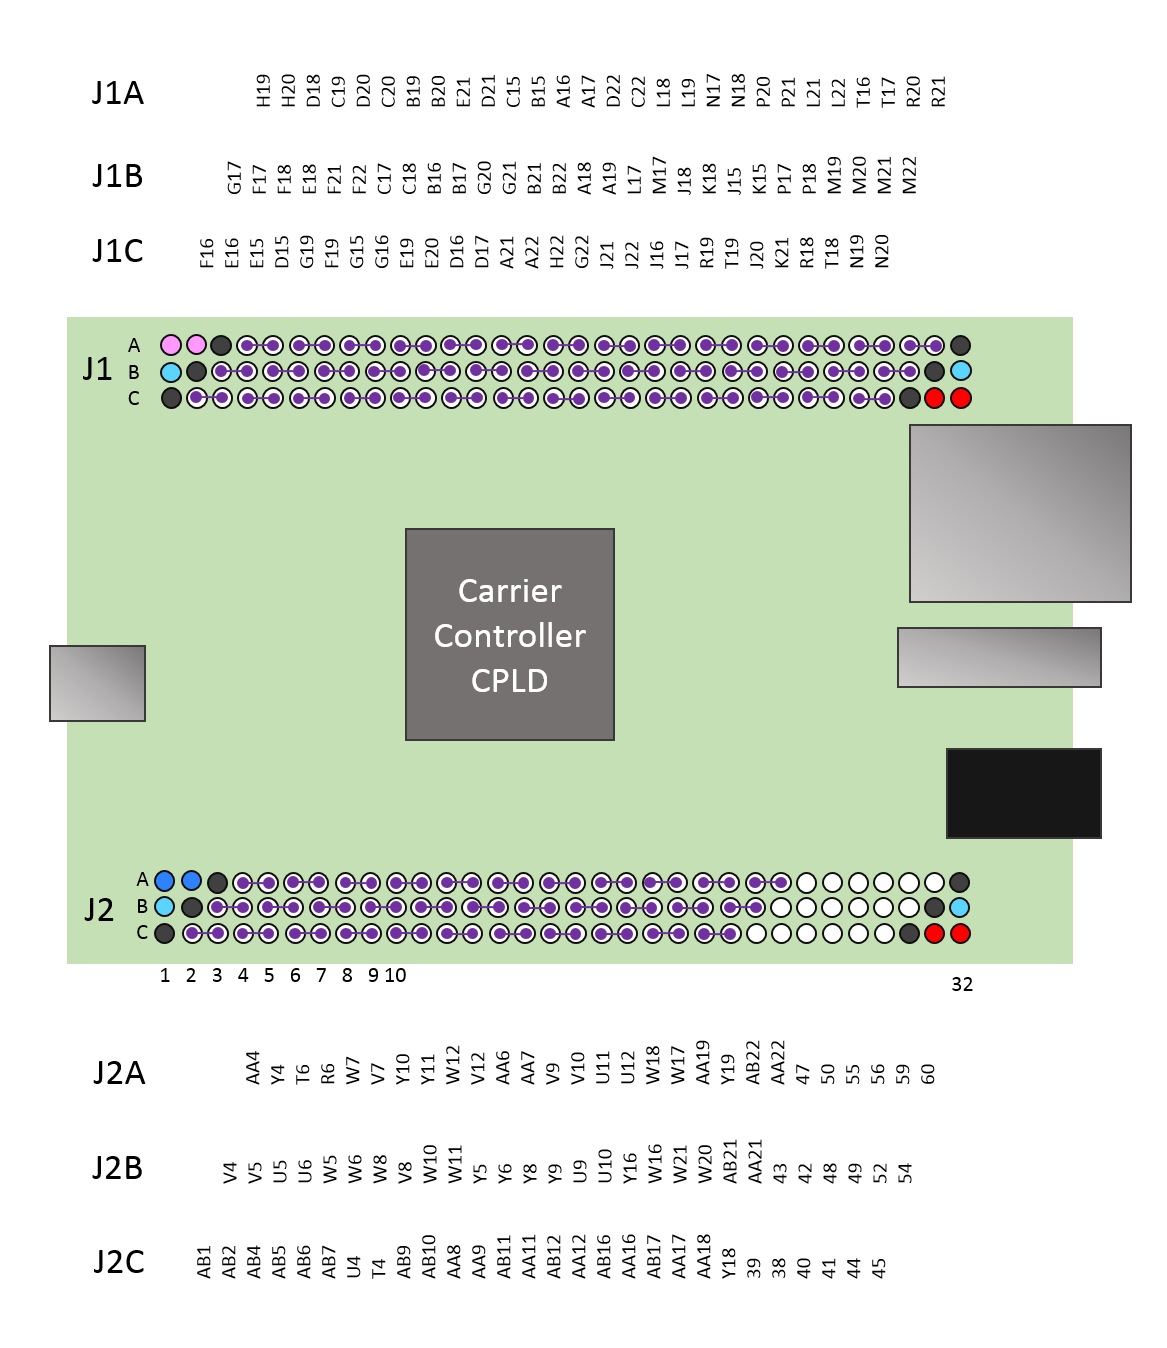 J1A H19 H20 D18 C19 D20 C20 B19 B20 E21 D21 C15 B15 A16 A17 D22 C22 L18 L19 N17 N18 P20 P21 L21 L22 T16 T17 R20 R21
J1B G17 F17 F18 E18 F21 F22 C17 C18 B16 B17 G20 G21 B21 B22 A18 A19 L17 M17 J18 K18 J15 K15 P17 P18 M19 M20 M21 M22
J1C F16 E16 E15 D15 G19 F19 G15 G16 E19 E20 D16 D17 A21 A22 H22 G22 J21 J22 J16 J17 R19 T19 J20 K21 R18 T18 N19 N20
J1
A
B
C
Carrier
Controller
CPLD
J2
A
B
C
1 2 3 4 5 6 7 8 9 10 32
J2A AA4 Y4 T6 R6 W7 V7 Y10 Y11 W12 V12 AA6 AA7 V9 V10 U11 U12 W18 W17 AA19 Y19 AB22 AA22 47 50 55 56 59 60
J2B V4 V5 U5 U6 W5 W6 W8 V8 W10 W11 Y5 Y6 Y8 Y9 U9 U10 Y16 W16 W21 W20 AB21 AA21 43 42 48 49 52 54
J2C AB1 AB2 AB4 AB5 AB6 AB7 U4 T4 AB9 AB10 AA8 AA9 AB11 AA11 AB12 AA12 AB16 AA16 AB17 AA17 AA18 Y18 39 38 40 41 44 45